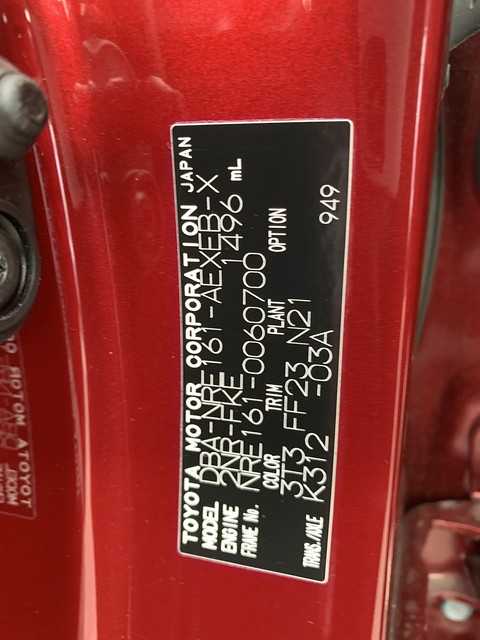 TOYOTA MOTOR CORPORATION JAPAN
MODEL DBA-NRE161-AEXEB-X
ENGINE 2NR-FKE 1496 mL
FRAME No. NRE161-0060700
COLOR TRIM PLANT OPTION
3T3 FF23 N21
TRANS./AXLE K312 -03A 949